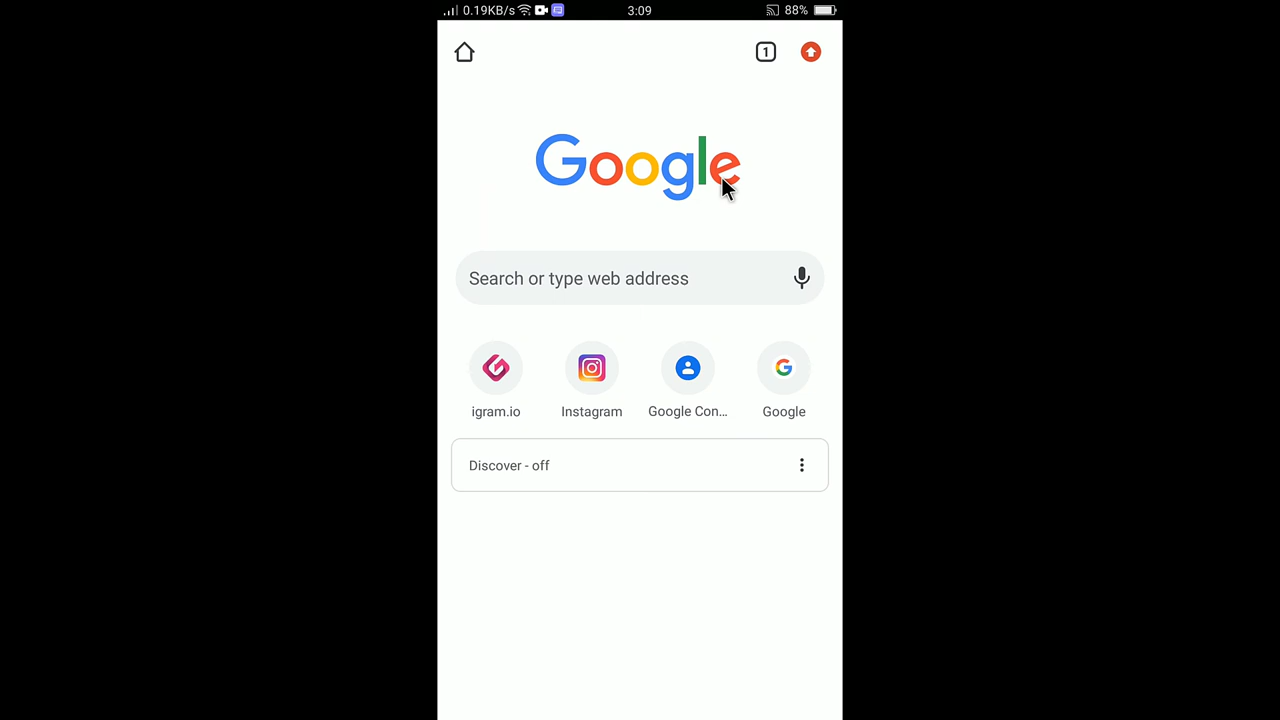 0.19KB/s 3:09 88%
1
Google
Search or type web address
igram.io Instagram Google Con... Google
Discover - off